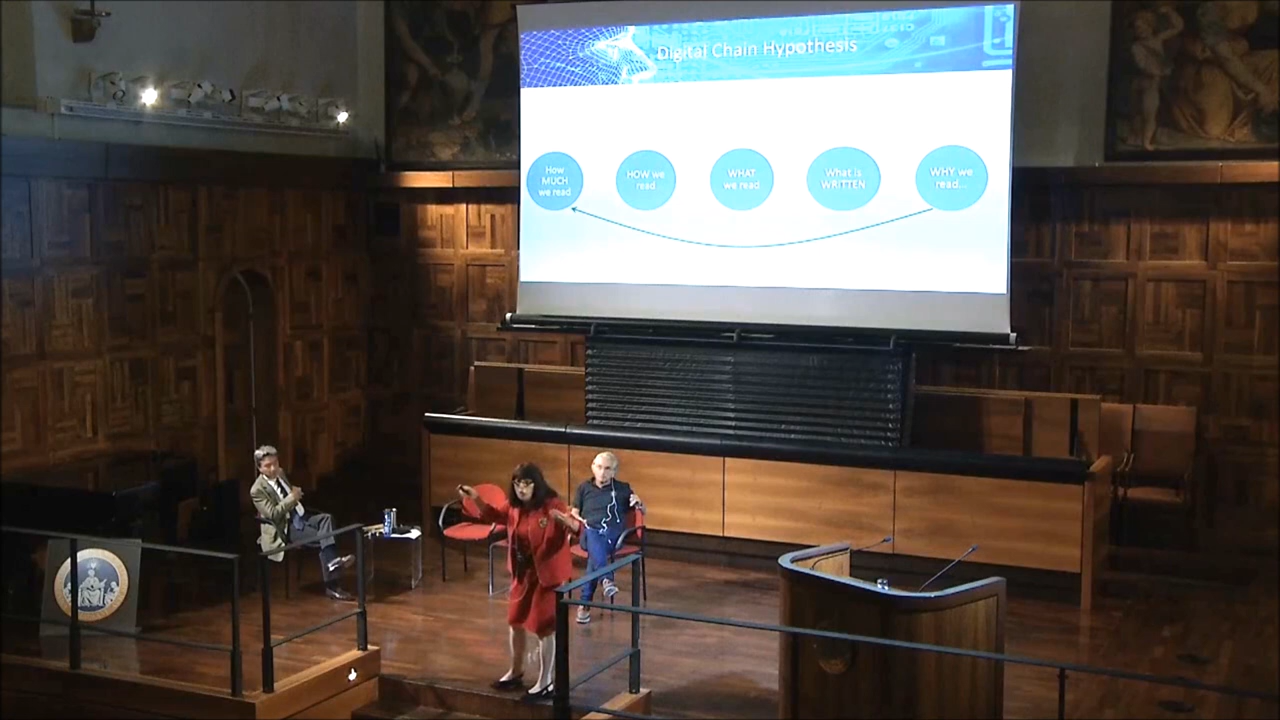 Digital Chain Hypothesis
How
MUCH
we read
HOW we
read...
WHAT
we read
What is
WRITTEN
WHY we
read...